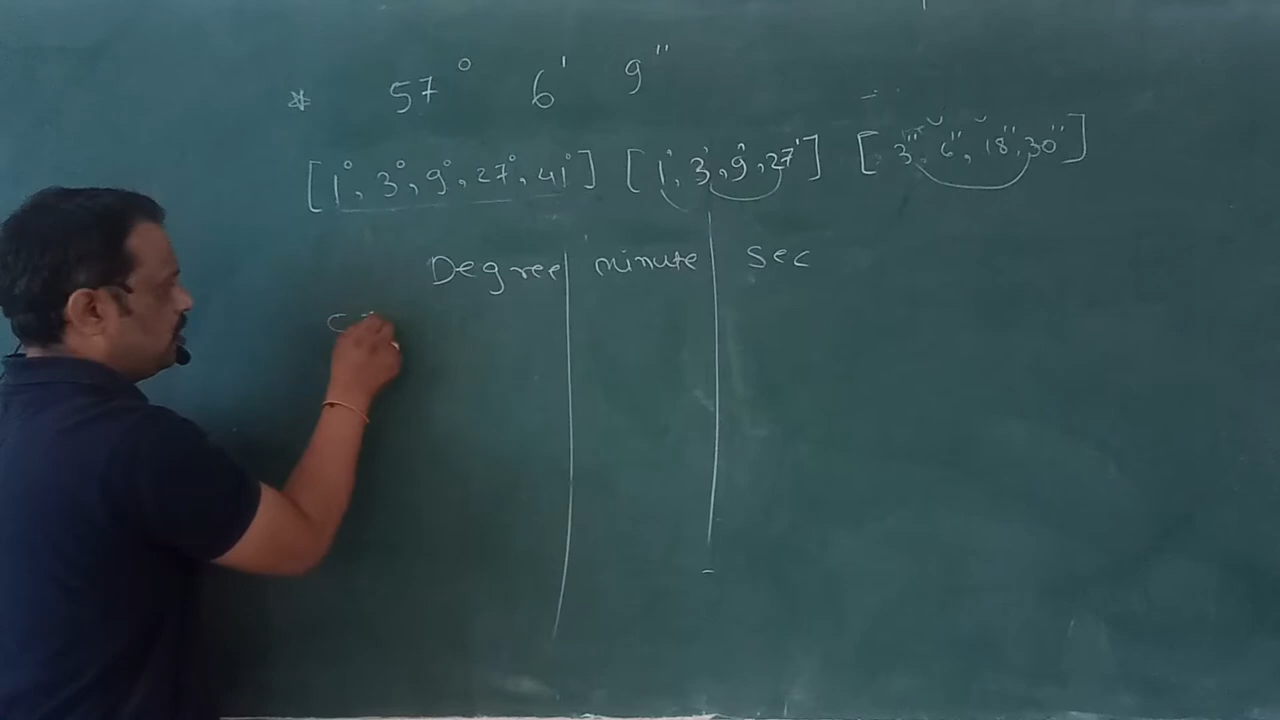 * 57° 6' 9"
[1°, 3°, 9°, 27°, 41°] [1', 3', 9', 27'] [3", 6", 18", 30"]
Degree minute Sec